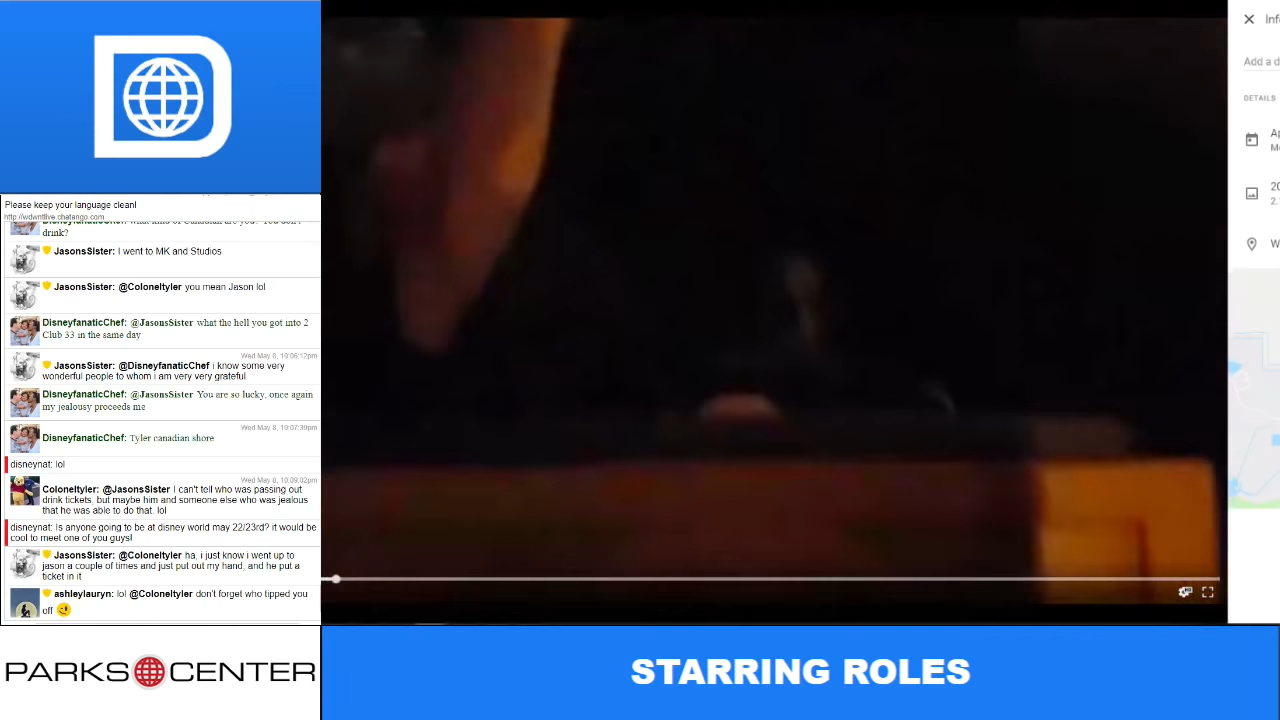 Please keep your language clean!
http://wdwntlive.chatango.com
drink?
JasonsSister: I went to MK and Studios
JasonsSister: @Coloneltyler you mean Jason lol
DisneyfanaticChef: @JasonsSister what the hell you got into 2
Club 33 in the same day
Wed May 8, 10:06:12pm
JasonsSister: @DisneyfanaticChef i know some very
wonderful people to whom i am very very grateful
DisneyfanaticChef: @JasonsSister You are so lucky, once again
my jealousy proceeds me
Wed May 8, 10:07:39pm
DisneyfanaticChef: Tyler canadian shore
disneynat: lol
Wed May 8, 10:09:02pm
Coloneltyler: @JasonsSister I can't tell who was passing out
drink tickets, but maybe him and someone else who was jealous
that he was able to do that. lol
disneynat: Is anyone going to be at disney world may 22/23rd? it would be
cool to meet one of you guys!
JasonsSister: @Coloneltyler ha, i just know i went up to
jason a couple of times and just put out my hand, and he put a
ticket in it
ashleylauryn: lol @Coloneltyler don't forget who tipped you
off
PARKS CENTER
STARRING ROLES
Inf
Add a d
DETAILS
Ap
Mo
20
2.
W